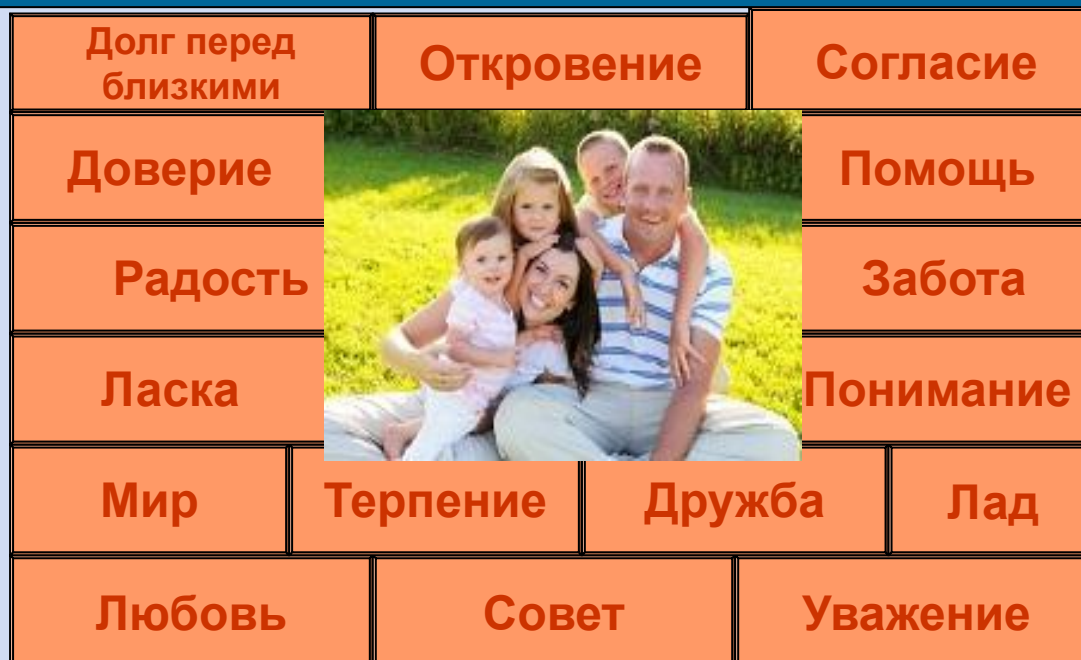 Долг перед
близкими
Откровение
Согласие
Доверие
Помощь
Радость
Забота
Ласка
Понимание
Мир
Терпение
Дружба
Лад
Любовь
Совет
Уважение